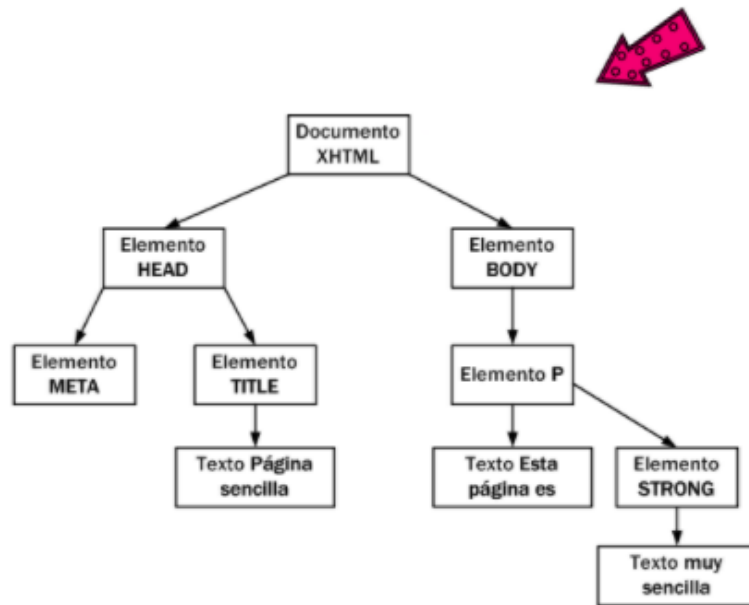 Documento
XHTML
Elemento
HEAD
Elemento
BODY
Elemento
META
Elemento
TITLE
Elemento P
Texto Página
sencilla
Texto Esta
página es
Elemento
STRONG
Texto muy
sencilla